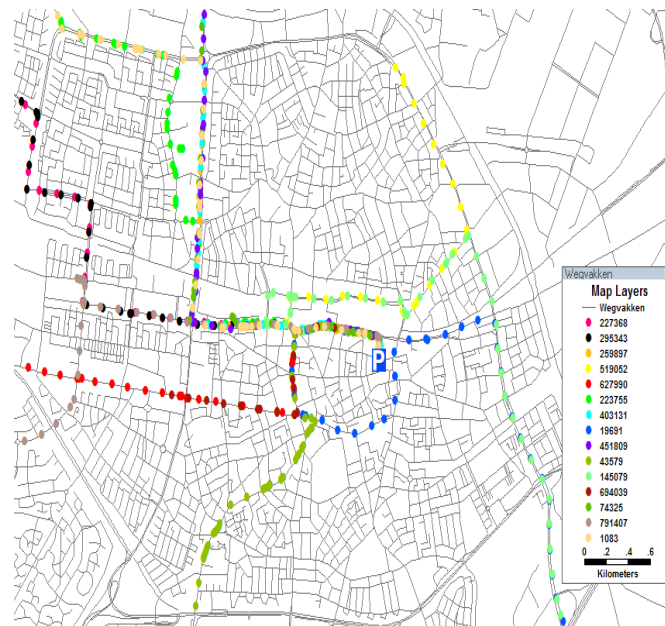 P
Wegvakken
Map Layers
Wegvakken
227368
295343
259897
519052
627990
223755
403131
19691
451809
43579
145079
694039
74325
791407
1083
0 .2 .4 .6
Kilometers